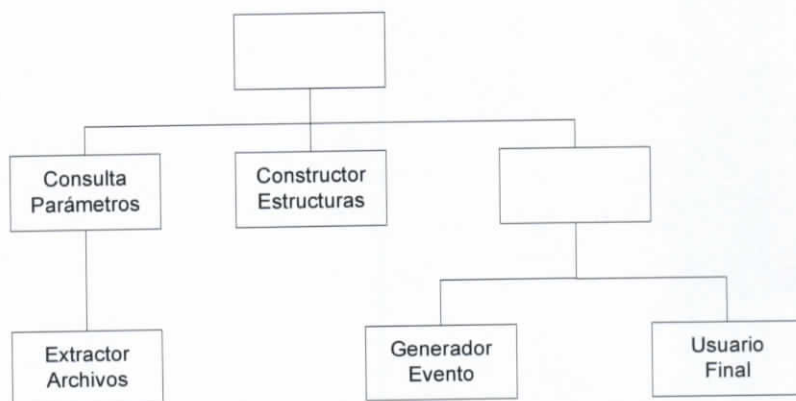 Consulta
Parámetros
Constructor
Estructuras
Extractor
Archivos
Generador
Evento
Usuario
Final